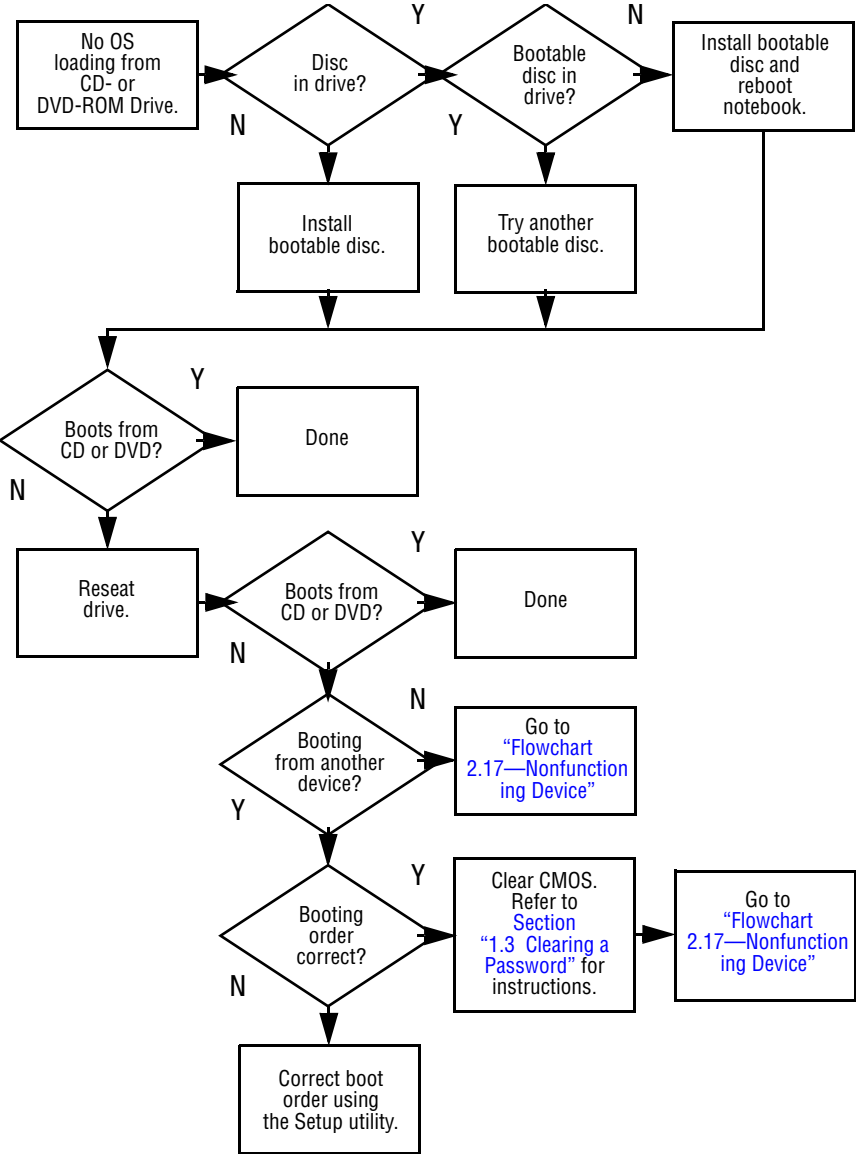 No OS
loading from
CD- or
DVD-ROM Drive.
Disc
in drive?
Y
N
Bootable
disc in
drive?
N
Y
Install bootable
disc and
reboot
notebook.
Install
bootable disc.
Try another
bootable disc.
Boots from
CD or DVD?
Y
N
Done
Reseat
drive.
Boots from
CD or DVD?
Y
N
Done
Booting
from another
device?
N
Y
Go to
“Flowchart
2.17—Nonfunction
ing Device”
Booting
order
correct?
Y
N
Clear CMOS.
Refer to
Section
“1.3 Clearing a
Password” for
instructions.
Go to
“Flowchart
2.17—Nonfunction
ing Device”
Correct boot
order using
the Setup utility.